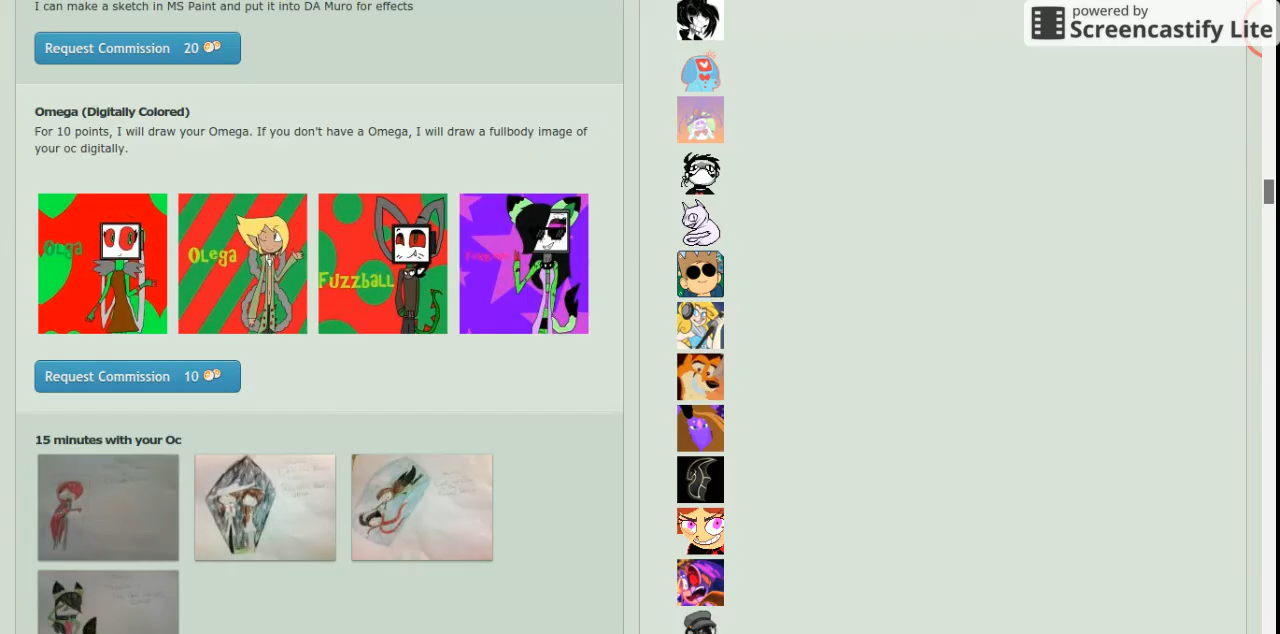 I can make a sketch in MS Paint and put it into DA Muro for effects
powered by
Screencastify Lite
Request Commission 20
Omega (Digitally Colored)
For 10 points, I will draw your Omega. If you don't have a Omega, I will draw a fullbody image of
your oc digitally.
Olga
Olega
Fuzzball
Request Commission 10
15 minutes with your Oc